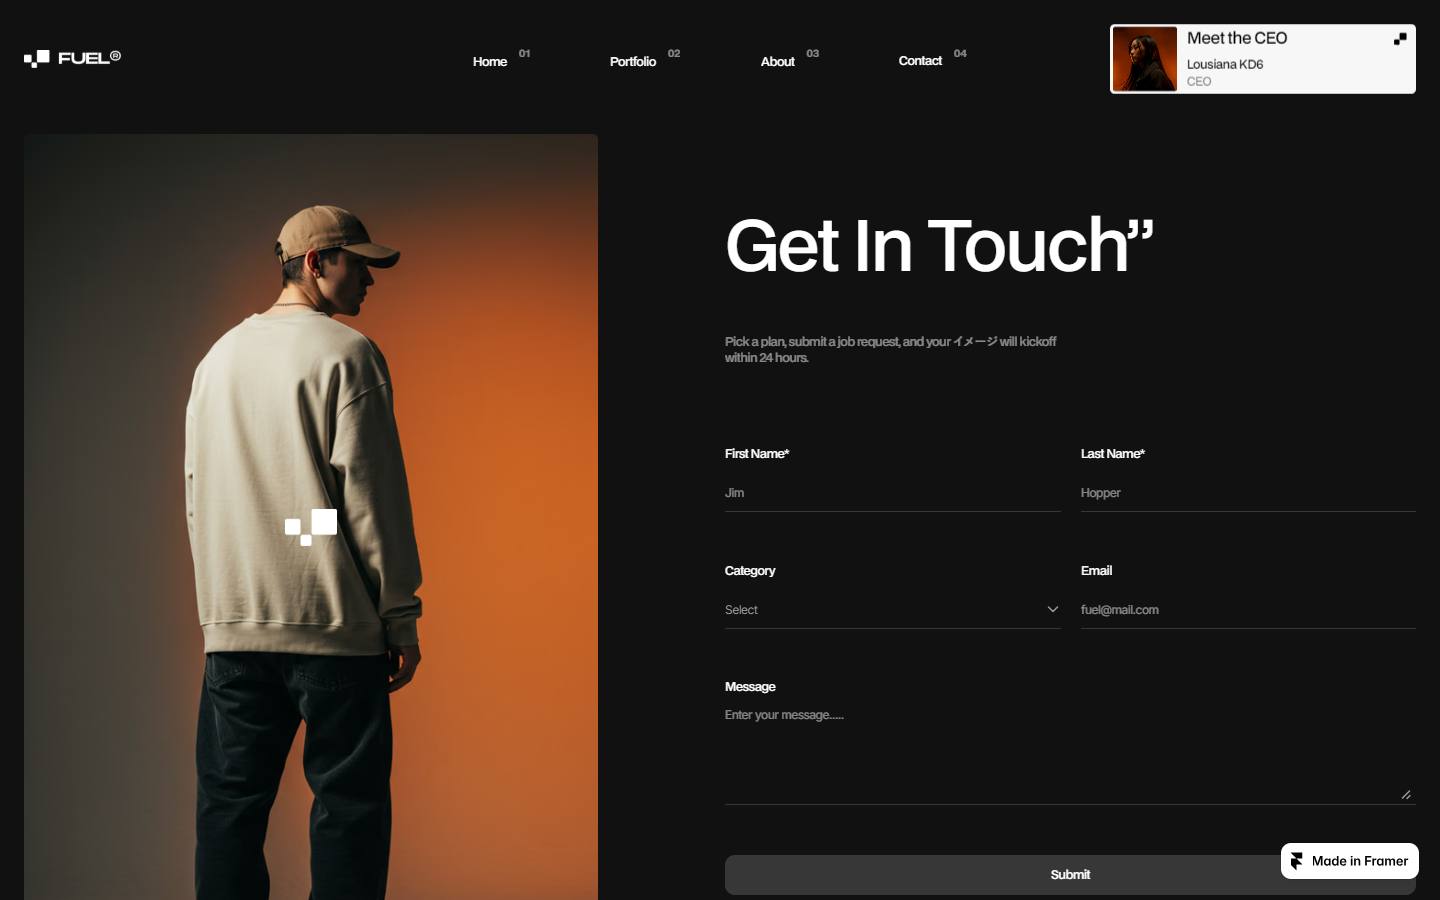 FUEL®
Home 01
Portfolio 02
About 03
Contact 04
Meet the CEO
Lousiana KD6
CEO
Get In Touch”
Pick a plan, submit a job request, and your イメージ will kickoff
within 24 hours.
First Name*
Last Name*
Jim
Hopper
Category
Email
Select
fuel@mail.com
Message
Enter your message.....
Submit
Made in Framer